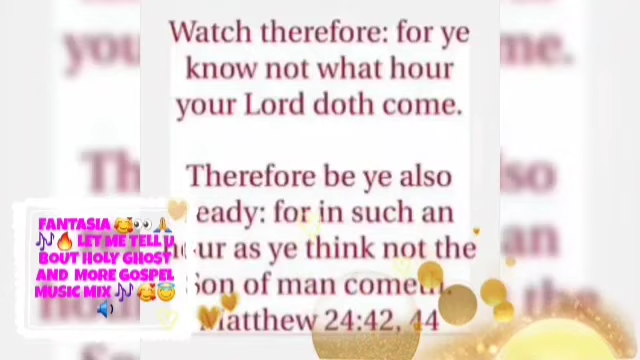 Watch therefore: for ye
know not what hour
your Lord doth come.
Therefore be ye also
eady: for in such an
ur as ye think not the
Son of man cometh.
Matthew 24:42, 44
FANTASIA 🥰👀🙏
🎶🔥 LET ME TELL U
BOUT HOLY GHOST
AND MORE GOSPEL
MUSIC MIX 🎶🥰😇
🔊